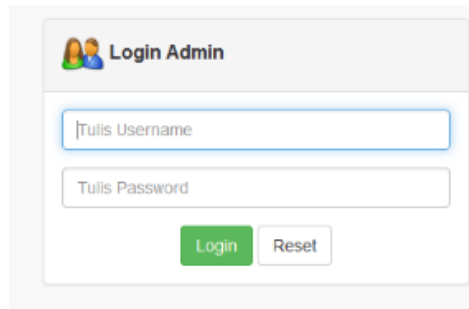 Login Admin
Tulis Username
Tulis Password
Login Reset